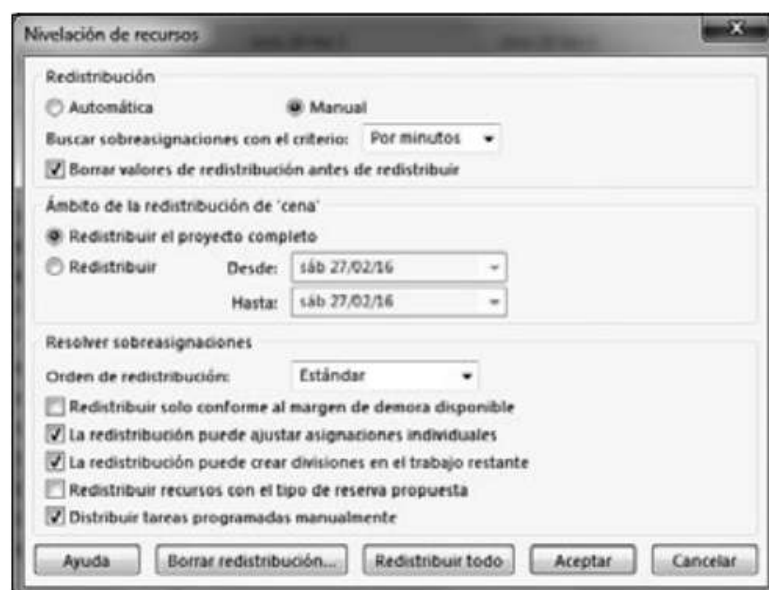 Nivelación de recursos
Redistribución
Automática Manual
Buscar sobreasignaciones con el criterio: Por minutos
Borrar valores de redistribución antes de redistribuir
Ámbito de la redistribución de 'cena'
Redistribuir el proyecto completo
Redistribuir Desde: sáb 27/02/16
Hasta: sáb 27/02/16
Resolver sobreasignaciones
Orden de redistribución: Estándar
Redistribuir solo conforme al margen de demora disponible
La redistribución puede ajustar asignaciones individuales
La redistribución puede crear divisiones en el trabajo restante
Redistribuir recursos con el tipo de reserva propuesta
Distribuir tareas programadas manualmente
Ayuda Borrar redistribución... Redistribuir todo Aceptar Cancelar